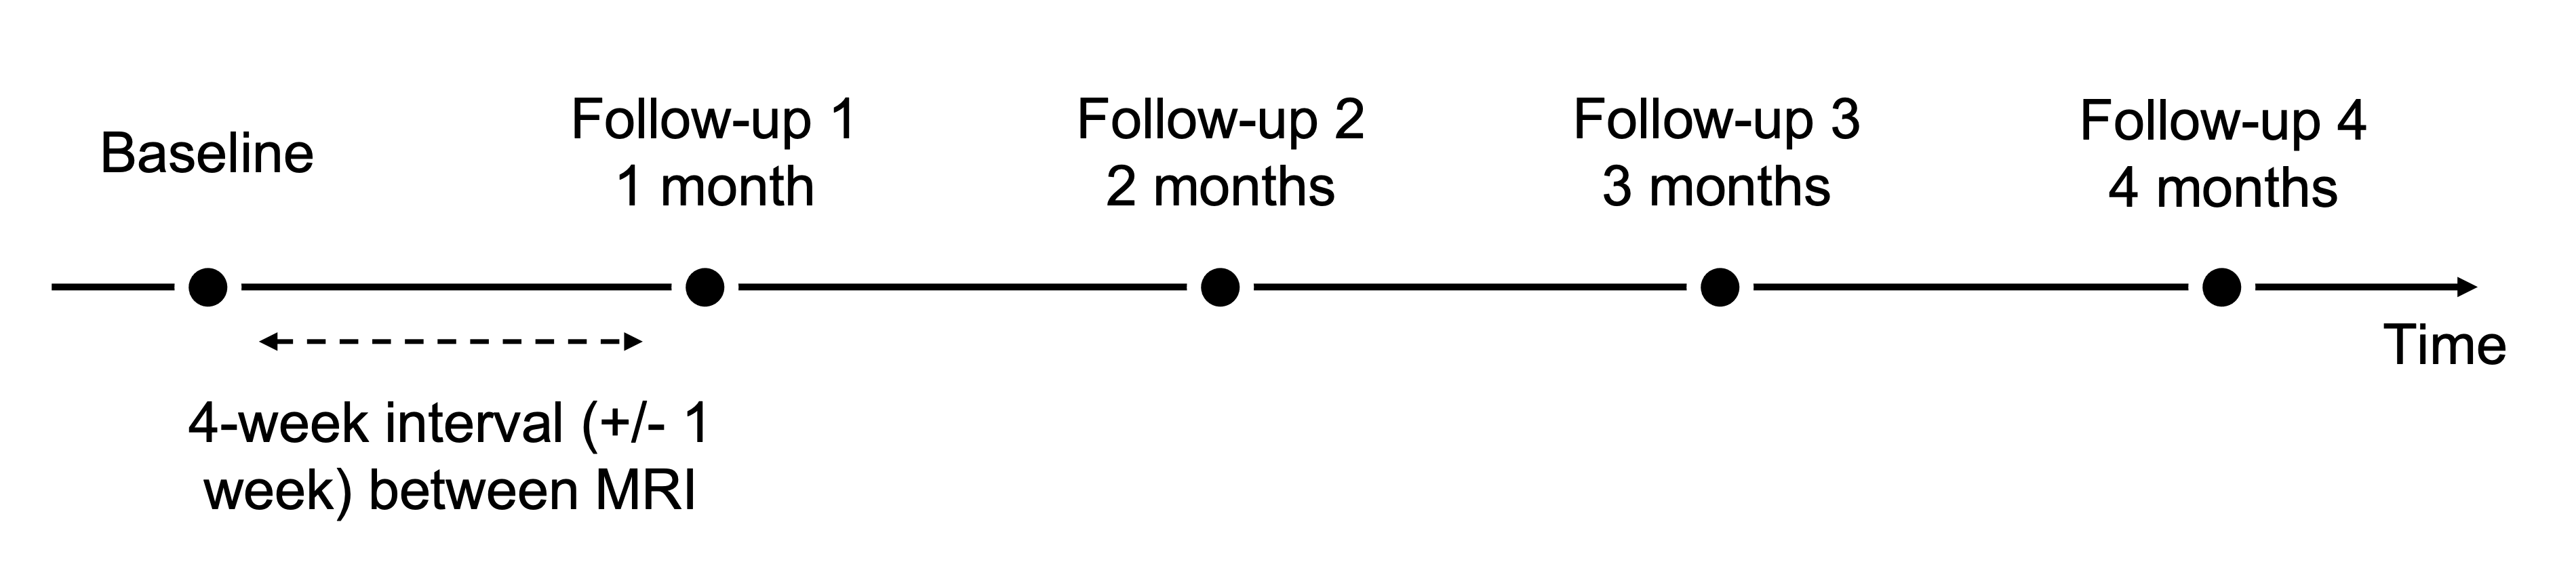 Baseline
Follow-up 1
1 month
Follow-up 2
2 months
Follow-up 3
3 months
Follow-up 4
4 months
Time
4-week interval (+/- 1
week) between MRI